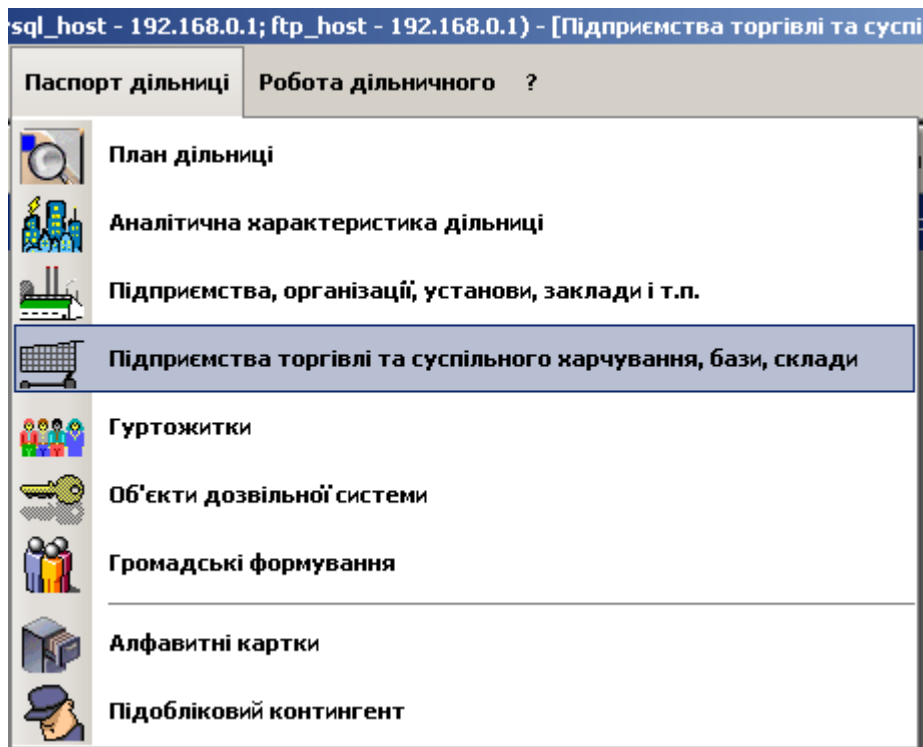 sql_host - 192.168.0.1; ftp_host - 192.168.0.1) - [Підприємства торгівлі та суспі
Паспорт дільниці Робота дільничного ?
План дільниці
Аналітична характеристика дільниці
Підприємства, організації, установи, заклади і т.п.
Підприємства торгівлі та суспільного харчування, бази, склади
Гуртожитки
Об'єкти дозвільної системи
Громадські формування
Алфавитні картки
Підобліковий контингент